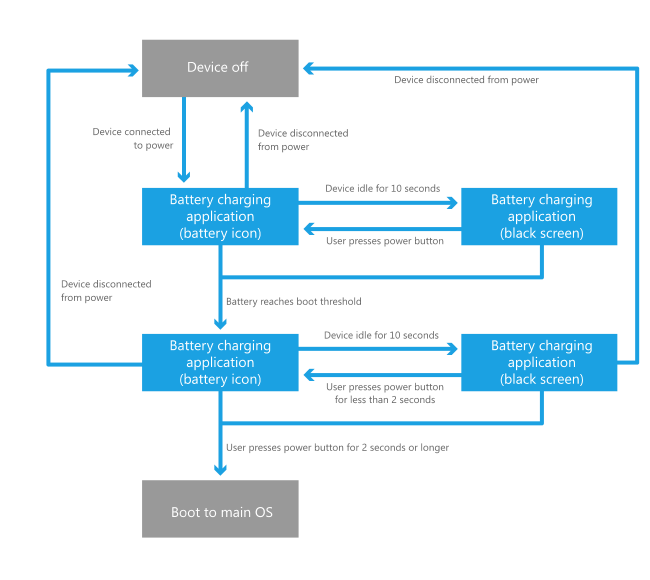 Device off
Device disconnected from power
Device connected
to power
Device disconnected
from power
Battery charging
application
(battery icon)
Device idle for 10 seconds
User presses power button
Battery charging
application
(black screen)
Device disconnected
from power
Battery reaches boot threshold
Battery charging
application
(battery icon)
Device idle for 10 seconds
User presses power button
for less than 2 seconds
Battery charging
application
(black screen)
User presses power button for 2 seconds or longer
Boot to main OS